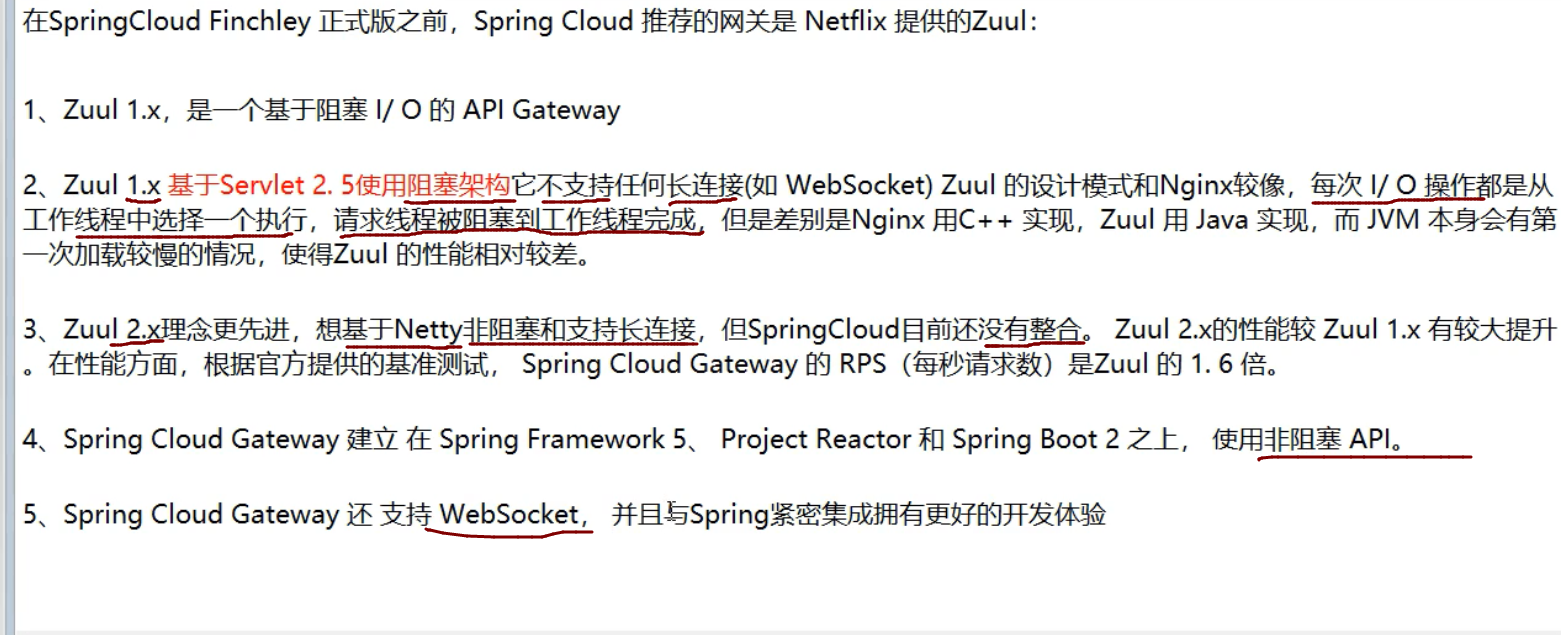 在SpringCloud Finchley 正式版之前，Spring Cloud 推荐的网关是 Netflix 提供的Zuul：
1、Zuul 1.x，是一个基于阻塞 I/ O 的 API Gateway
2、Zuul 1.x 基于Servlet 2. 5使用阻塞架构它不支持任何长连接(如 WebSocket) Zuul 的设计模式和Nginx较像，每次 I/ O 操作都是从
工作线程中选择一个执行，请求线程被阻塞到工作线程完成，但是差别是Nginx 用C++ 实现，Zuul 用 Java 实现，而 JVM 本身会有第
一次加载较慢的情况，使得Zuul 的性能相对较差。
3、Zuul 2.x理念更先进，想基于Netty非阻塞和支持长连接，但SpringCloud目前还没有整合。 Zuul 2.x的性能较 Zuul 1.x 有较大提升
。在性能方面，根据官方提供的基准测试， Spring Cloud Gateway 的 RPS（每秒请求数）是Zuul 的 1. 6 倍。
4、Spring Cloud Gateway 建立 在 Spring Framework 5、 Project Reactor 和 Spring Boot 2 之上， 使用非阻塞 API。
5、Spring Cloud Gateway 还 支持 WebSocket， 并且与Spring紧密集成拥有更好的开发体验